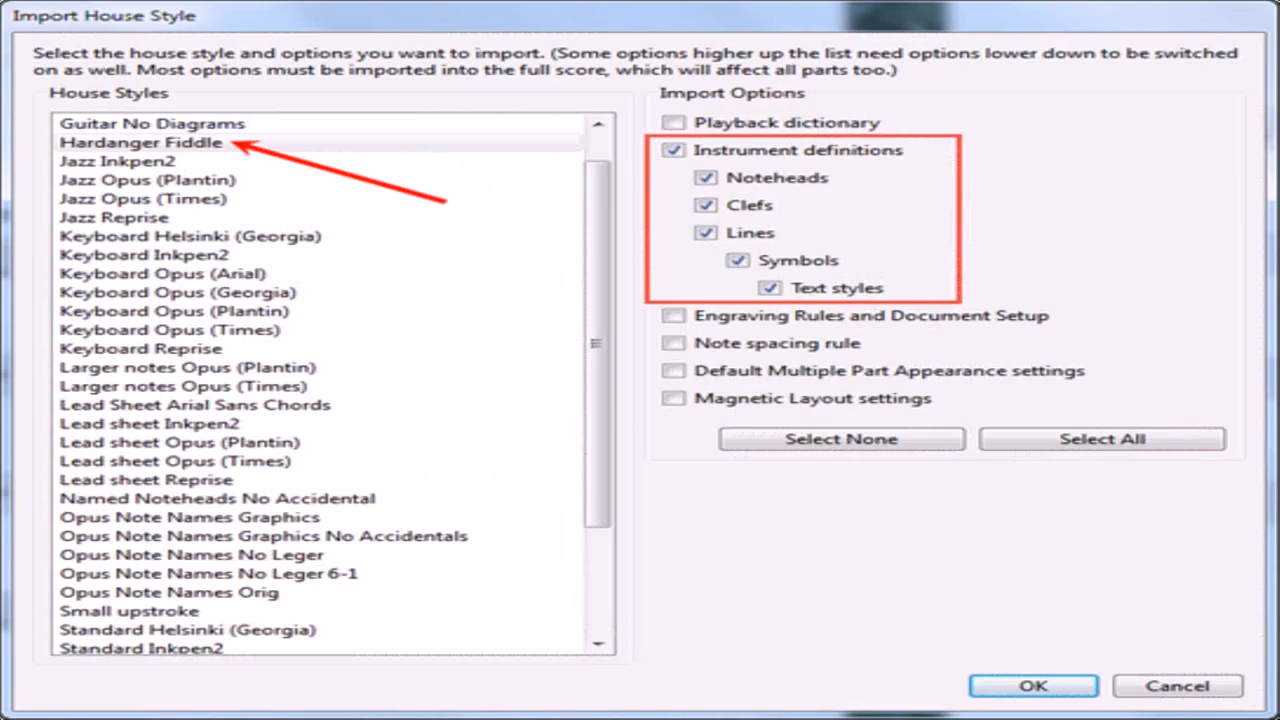 Import House Style
Select the house style and options you want to import. (Some options higher up the list need options lower down to be switched
on as well. Most options must be imported into the full score, which will affect all parts too.)
House Styles
Guitar No Diagrams
Hardanger Fiddle
Jazz Inkpen2
Jazz Opus (Plantin)
Jazz Opus (Times)
Jazz Reprise
Keyboard Helsinki (Georgia)
Keyboard Inkpen2
Keyboard Opus (Arial)
Keyboard Opus (Georgia)
Keyboard Opus (Plantin)
Keyboard Opus (Times)
Keyboard Reprise
Larger notes Opus (Plantin)
Larger notes Opus (Times)
Lead Sheet Arial Sans Chords
Lead sheet Inkpen2
Lead sheet Opus (Plantin)
Lead sheet Opus (Times)
Lead sheet Reprise
Named Noteheads No Accidental
Opus Note Names Graphics
Opus Note Names Graphics No Accidentals
Opus Note Names No Leger
Opus Note Names No Leger 6-1
Opus Note Names Orig
Small upstroke
Standard Helsinki (Georgia)
Standard Inkpen2
Import Options
Playback dictionary
Instrument definitions
Noteheads
Clefs
Lines
Symbols
Text styles
Engraving Rules and Document Setup
Note spacing rule
Default Multiple Part Appearance settings
Magnetic Layout settings
Select None
Select All
OK
Cancel